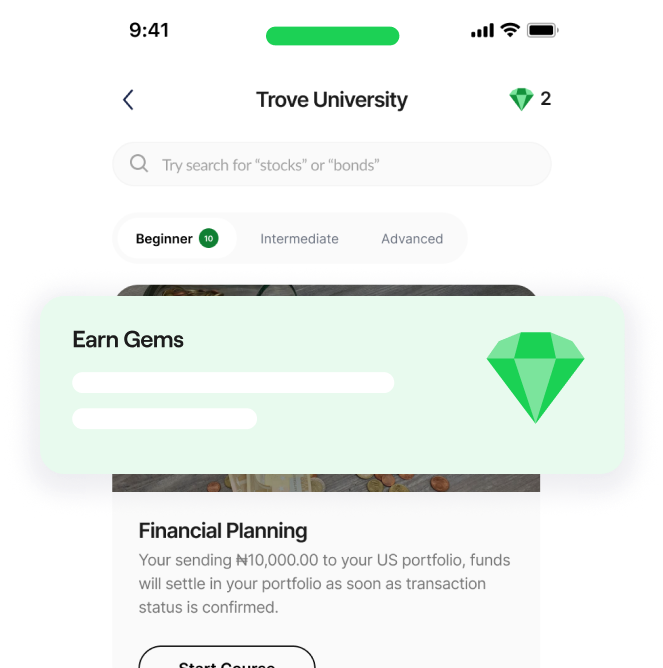 9:41
Trove University
2
Try search for “stocks” or “bonds”
Beginner 10 Intermediate Advanced
Earn Gems
Financial Planning
Your sending ₦10,000.00 to your US portfolio, funds
will settle in your portfolio as soon as transaction
status is confirmed.
Start Course